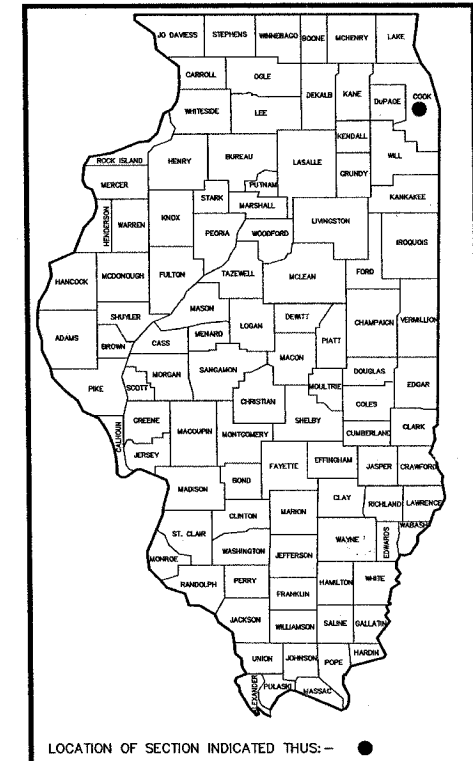 JO DAVIESS STEPHENS WINNEBAGO BOONE MCHENRY LAKE
CARROLL OGLE
DEKALB KANE DuPAGE COOK
WHITESIDE LEE
KENDALL WILL
ROCK ISLAND HENRY BUREAU LASALLE GRUNDY
MERCER PUTNAM KANKAKEE
STARK MARSHALL LIVINGSTON
HENDERSON WARREN KNOX PEORIA WOODFORD IROQUOIS
FULTON TAZEWELL MCLEAN FORD
HANCOCK MCDONOUGH
MASON CHAMPAIGN VERMILLION
SHUYLER LOGAN DEWATT PIATT
ADAMS BROWN CASS MENARD MACON
MORGAN SANGAMON DOUGLAS EDGAR
PIKE SCOTT MOULTRIE COLES
CHRISTIAN SHELBY
CALHOUN GREENE MACOUPIN MONTGOMERY CUMBERLAND CLARK
JERSEY FAYETTE EFFINGHAM JASPER CRAWFORD
MADISON BOND
CLAY RICHLAND LAWRENCE
CLINTON MARION WABASH
ST. CLAIR WAYNE EDWARDS
MONROE WASHINGTON JEFFERSON
RANDOLPH PERRY HAMILTON WHITE
FRANKLIN
JACKSON WILLIAMSON SALINE GALLATIN
UNION JOHNSON POPE HARDIN
ALEXANDER PULASKI MASSAC
LOCATION OF SECTION INDICATED THUS: –